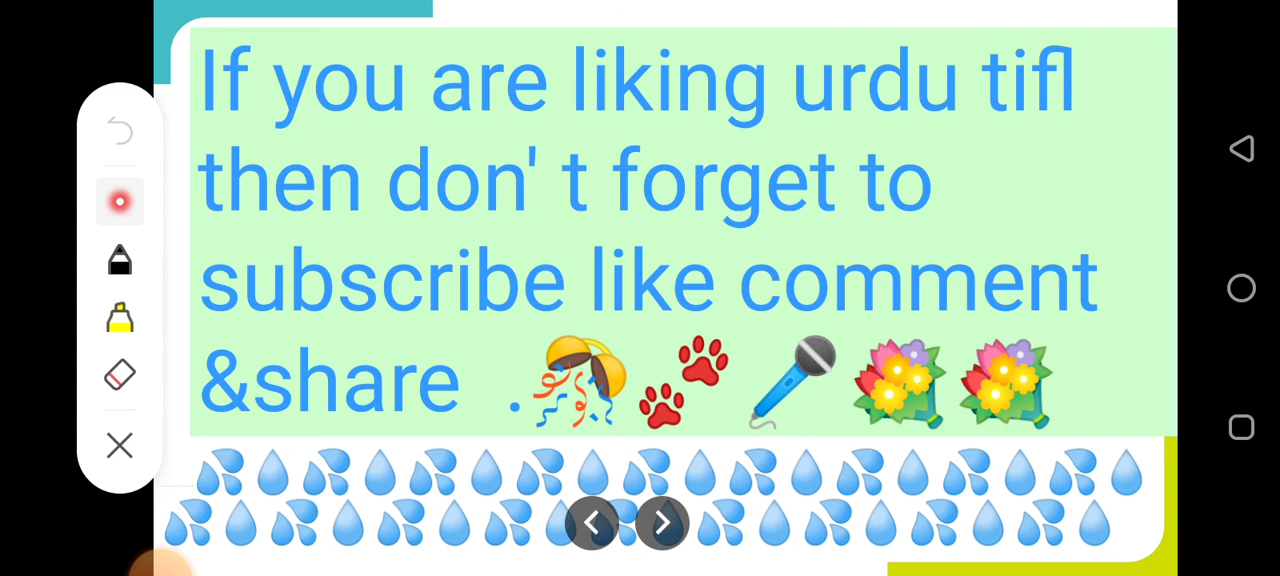 If you are liking urdu tifl
then don' t forget to
subscribe like comment
&share .🎊🐾🎤💐💐
💦💧💦💧💦💧💦💧💦💧💦💧💦💧💦💧💦💧
💦💧💦💧💦💧💦💧💦💧💦💧💦💧💦💧💦💧